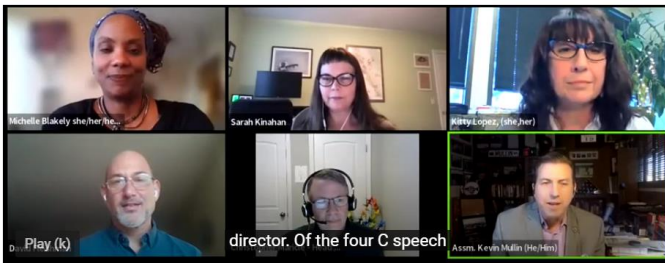 Michelle Blakely she/her/he...
Sarah Kinahan
Kitty Lopez, (she,her)
Play (k)
director. Of the four C speech
Assm. Kevin Mullin (He/Him)